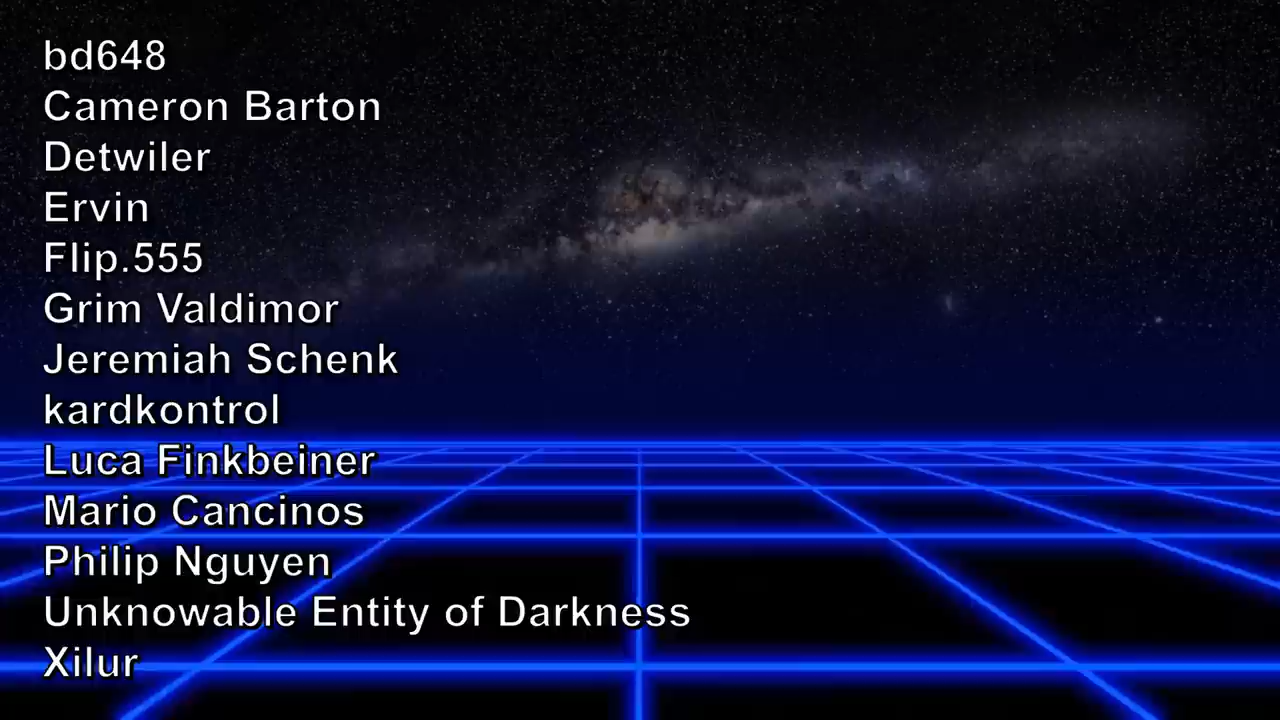 bd648
Cameron Barton
Detwiler
Ervin
Flip.555
Grim Valdimor
Jeremiah Schenk
kardkontrol
Luca Finkbeiner
Mario Cancinos
Philip Nguyen
Unknowable Entity of Darkness
Xilur